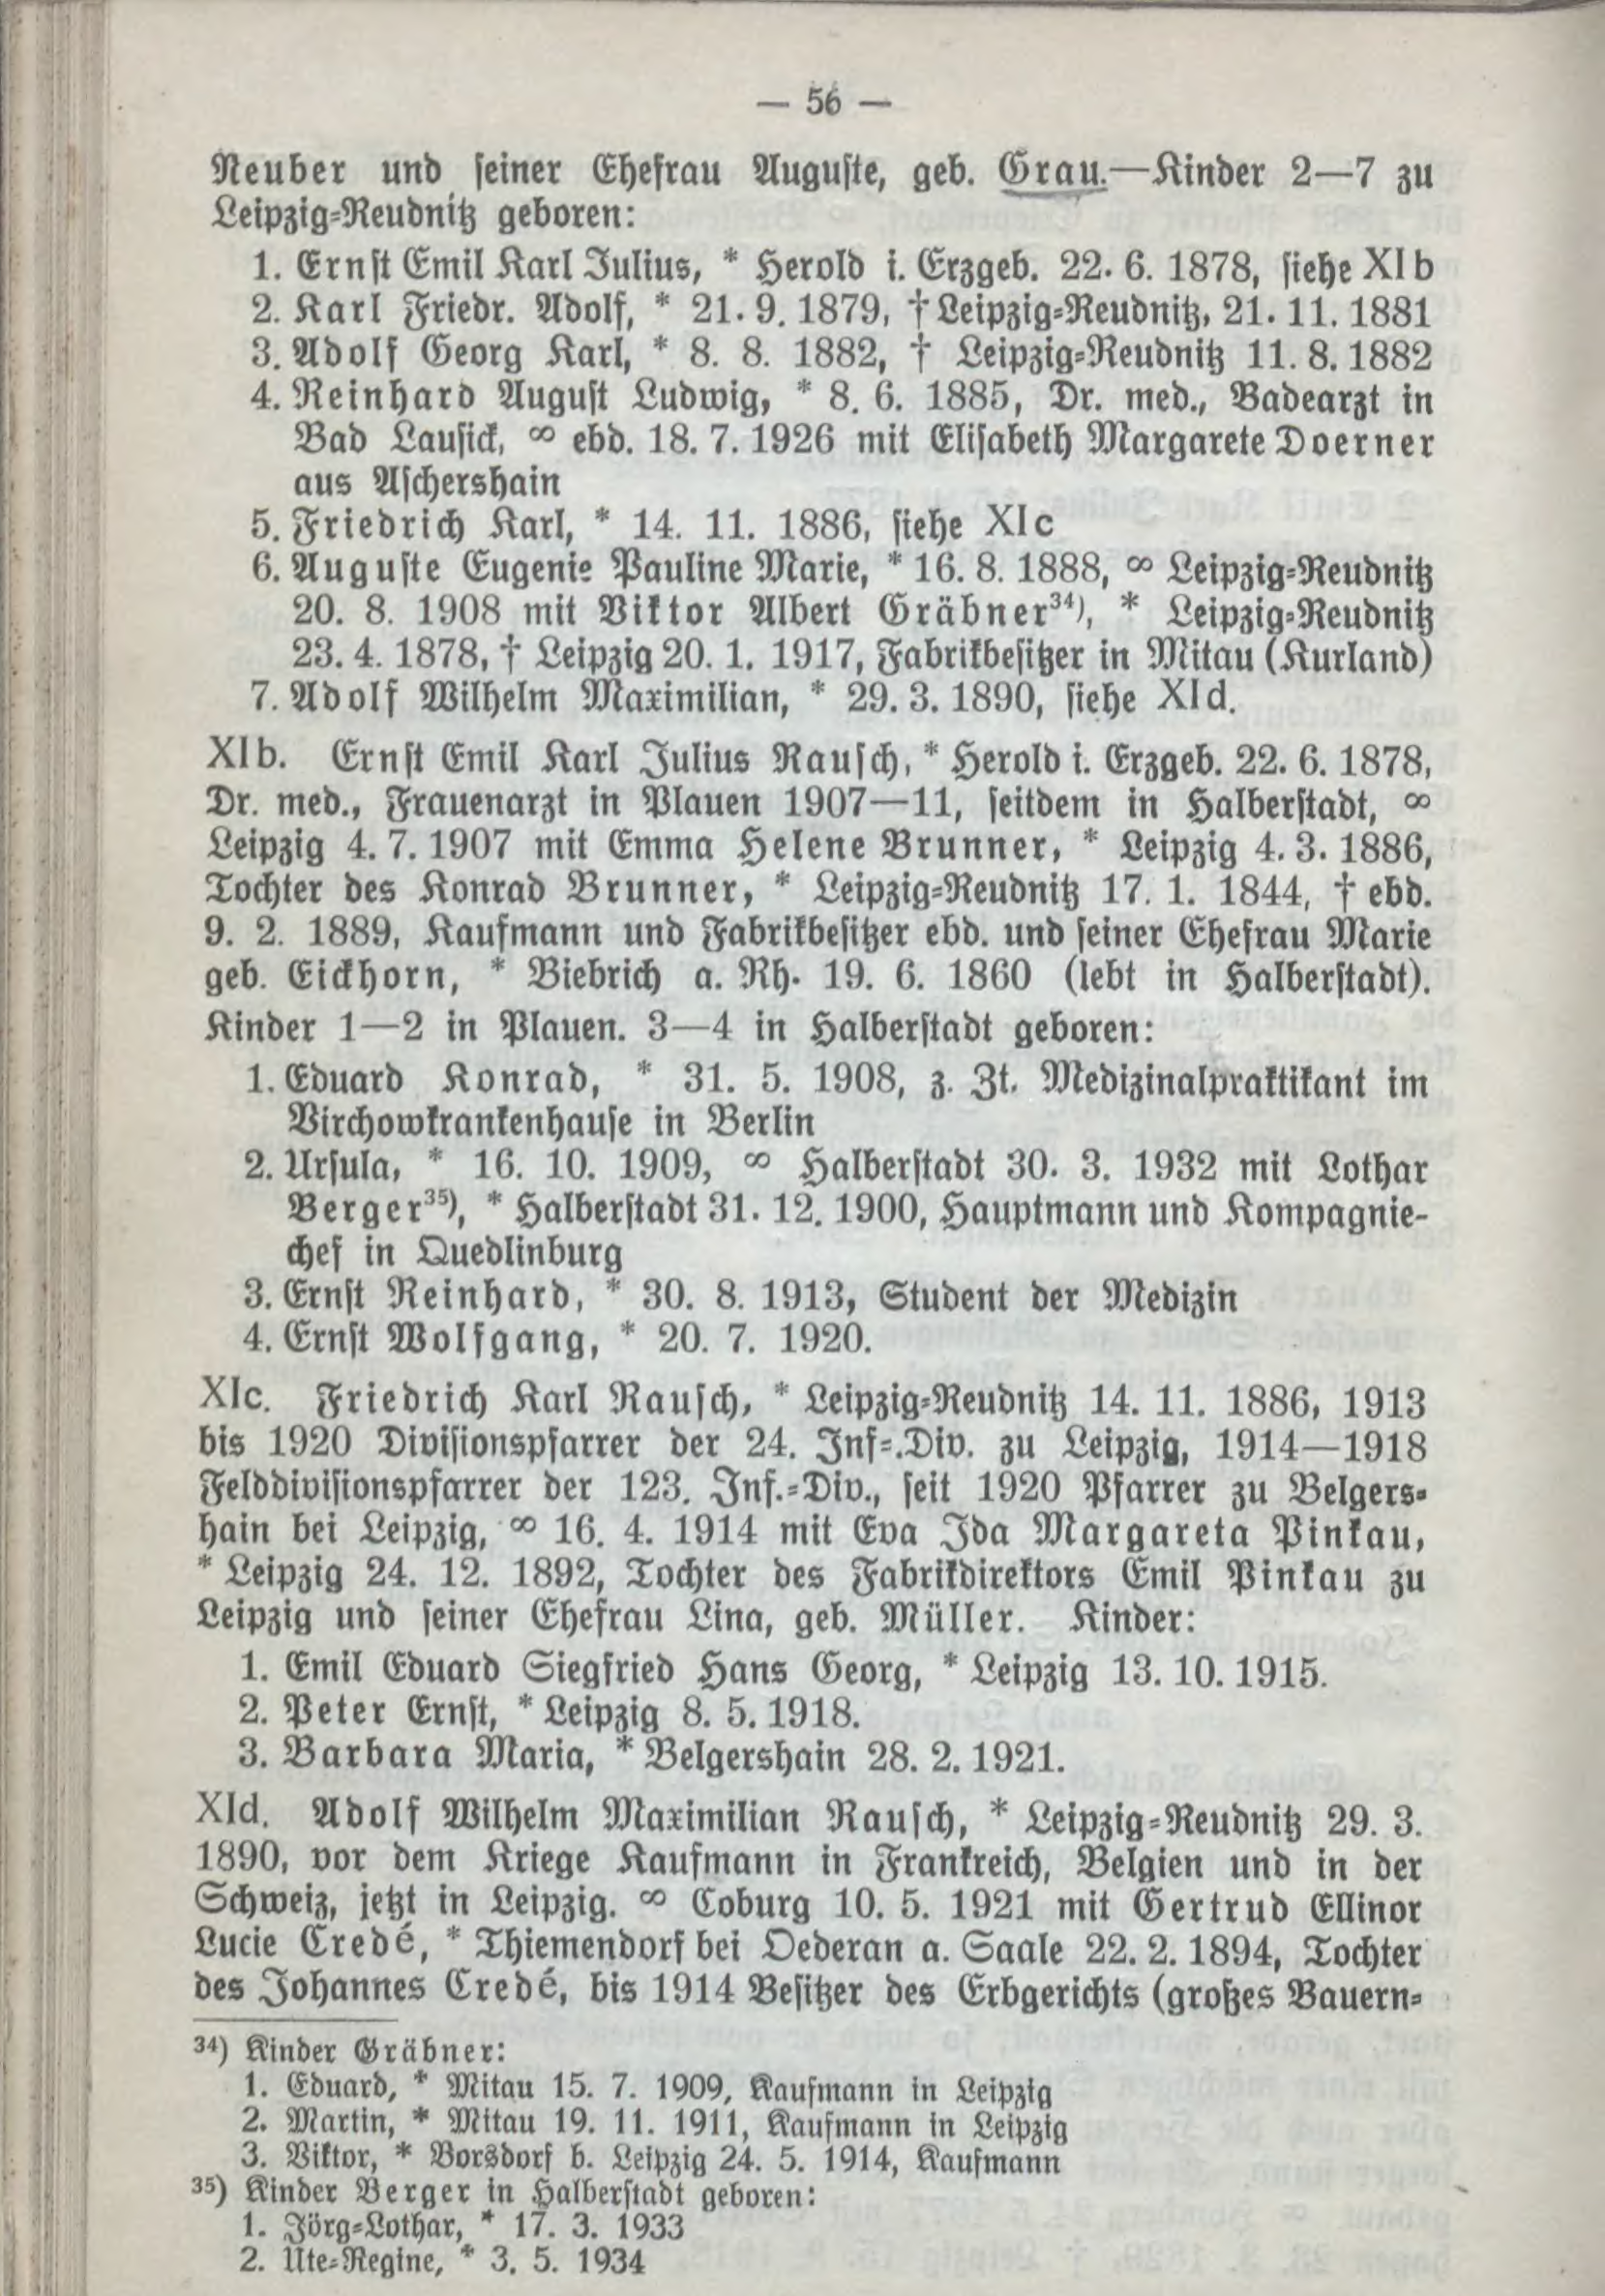 — 56 —
Neuber und seiner Ehefrau Auguste, geb. Grau.—Kinder 2—7 zu
Leipzig=Reudnitz geboren:
1. Ernst Emil Karl Julius, * Herold i. Erzgeb. 22. 6. 1878, siehe XIb
2. Karl Friedr. Adolf, * 21. 9. 1879, † Leipzig=Reudnitz, 21. 11. 1881
3. Adolf Georg Karl, * 8. 8. 1882, † Leipzig=Reudnitz 11. 8. 1882
4. Reinhard August Ludwig, * 8. 6. 1885, Dr. med., Badearzt in
Bad Lausick, ∞ ebd. 18. 7. 1926 mit Elisabeth Margarete Doerner
aus Aschershain
5. Friedrich Karl, * 14. 11. 1886, siehe XIc
6. Auguste Eugenie Pauline Marie, * 16. 8. 1888, ∞ Leipzig=Reudnitz
20. 8. 1908 mit Viktor Albert Gräbner³⁴), * Leipzig=Reudnitz
23. 4. 1878, † Leipzig 20. 1. 1917, Fabrikbesitzer in Mitau (Kurland)
7. Adolf Wilhelm Maximilian, * 29. 3. 1890, siehe XId.
XIb. Ernst Emil Karl Julius Rausch, * Herold i. Erzgeb. 22. 6. 1878,
Dr. med., Frauenarzt in Plauen 1907—11, seitdem in Halberstadt, ∞
Leipzig 4. 7. 1907 mit Emma Helene Brunner, * Leipzig 4. 3. 1886,
Tochter des Konrad Brunner, * Leipzig=Reudnitz 17. 1. 1844, † ebd.
9. 2. 1889, Kaufmann und Fabrikbesitzer ebd. und seiner Ehefrau Marie
geb. Eickhorn, * Biebrich a. Rh. 19. 6. 1860 (lebt in Halberstadt).
Kinder 1—2 in Plauen. 3—4 in Halberstadt geboren:
1. Eduard Konrad, * 31. 5. 1908, z. Zt. Medizinalpraktikant im
Virchowkrankenhause in Berlin
2. Ursula, * 16. 10. 1909, ∞ Halberstadt 30. 3. 1932 mit Lothar
Berger³⁵), * Halberstadt 31. 12. 1900, Hauptmann und Kompagnie-
chef in Quedlinburg
3. Ernst Reinhard, * 30. 8. 1913, Student der Medizin
4. Ernst Wolfgang, * 20. 7. 1920.
XIc. Friedrich Karl Rausch, * Leipzig=Reudnitz 14. 11. 1886, 1913
bis 1920 Divisionspfarrer der 24. Inf=.Div. zu Leipzig, 1914—1918
Felddivisionspfarrer der 123. Inf.=Div., seit 1920 Pfarrer zu Belgers=
hain bei Leipzig, ∞ 16. 4. 1914 mit Eva Ida Margareta Pinkau,
* Leipzig 24. 12. 1892, Tochter des Fabrikdirektors Emil Pinkau zu
Leipzig und seiner Ehefrau Lina, geb. Müller. Kinder:
1. Emil Eduard Siegfried Hans Georg, * Leipzig 13. 10. 1915.
2. Peter Ernst, * Leipzig 8. 5. 1918.
3. Barbara Maria, * Belgershain 28. 2. 1921.
XId. Adolf Wilhelm Maximilian Rausch, * Leipzig=Reudnitz 29. 3.
1890, vor dem Kriege Kaufmann in Frankreich, Belgien und in der
Schweiz, jetzt in Leipzig. ∞ Coburg 10. 5. 1921 mit Gertrud Ellinor
Lucie Credé, * Thiemendorf bei Oederan a. Saale 22. 2. 1894, Tochter
des Johannes Credé, bis 1914 Besitzer des Erbgerichts (großes Bauern=
³⁴) Kinder Gräbner:
1. Eduard, * Mitau 15. 7. 1909, Kaufmann in Leipzig
2. Martin, * Mitau 19. 11. 1911, Kaufmann in Leipzig
3. Viktor, * Borsdorf b. Leipzig 24. 5. 1914, Kaufmann
³⁵) Kinder Berger in Halberstadt geboren:
1. Jörg=Lothar, * 17. 3. 1933
2. Ute=Regine, * 3. 5. 1934